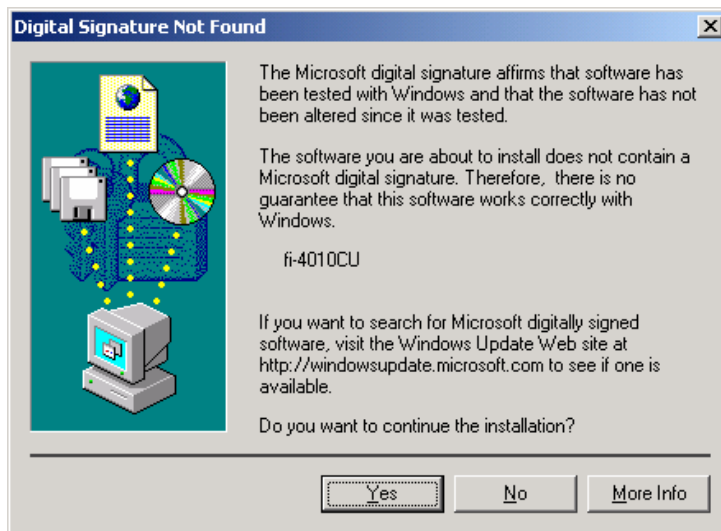 Digital Signature Not Found
The Microsoft digital signature affirms that software has
been tested with Windows and that the software has not
been altered since it was tested.
The software you are about to install does not contain a
Microsoft digital signature. Therefore,  there is no
guarantee that this software works correctly with
Windows.
fi-4010CU
If you want to search for Microsoft digitally signed
software, visit the Windows Update Web site at
http://windowsupdate.microsoft.com to see if one is
available.
Do you want to continue the installation?
Yes No More Info